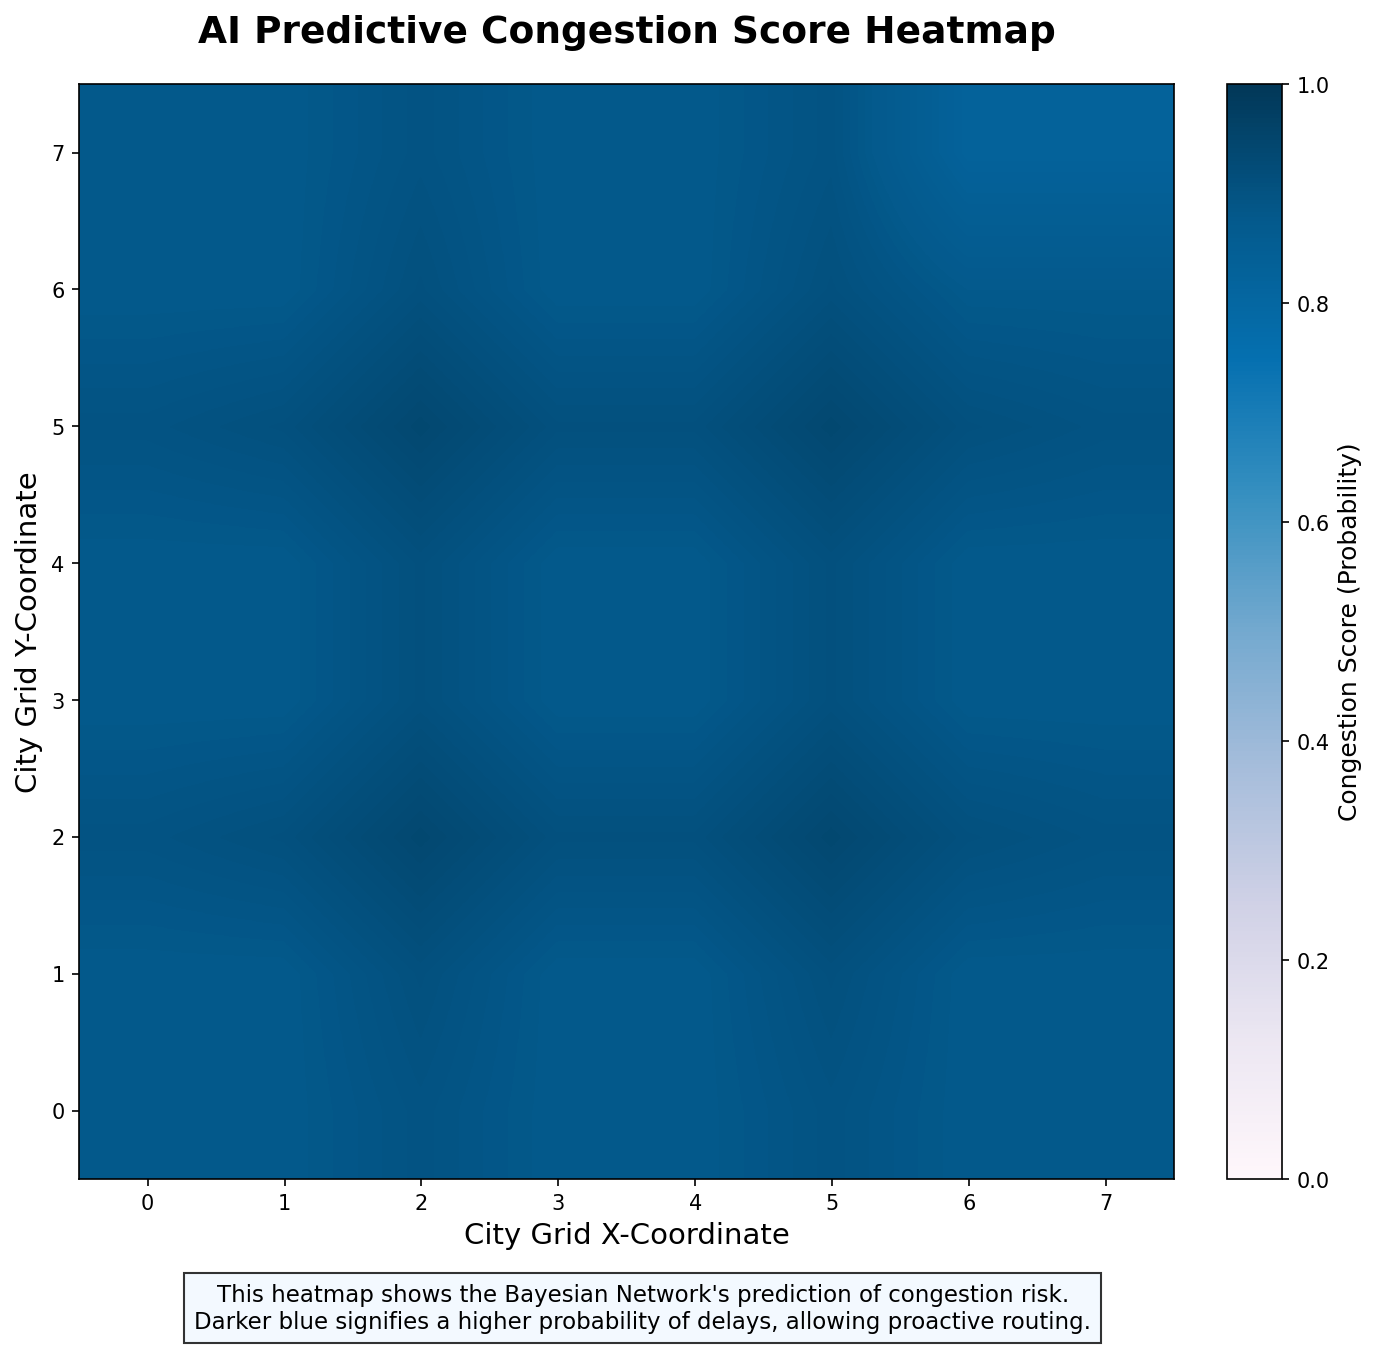 AI Predictive Congestion Score Heatmap
1.0
7
6
0.8
5
0.6
City Grid Y-Coordinate
Congestion Score (Probability)
4
3
0.4
2
0.2
1
0
0.0
0 1 2 3 4 5 6 7
City Grid X-Coordinate
This heatmap shows the Bayesian Network's prediction of congestion risk.
Darker blue signifies a higher probability of delays, allowing proactive routing.